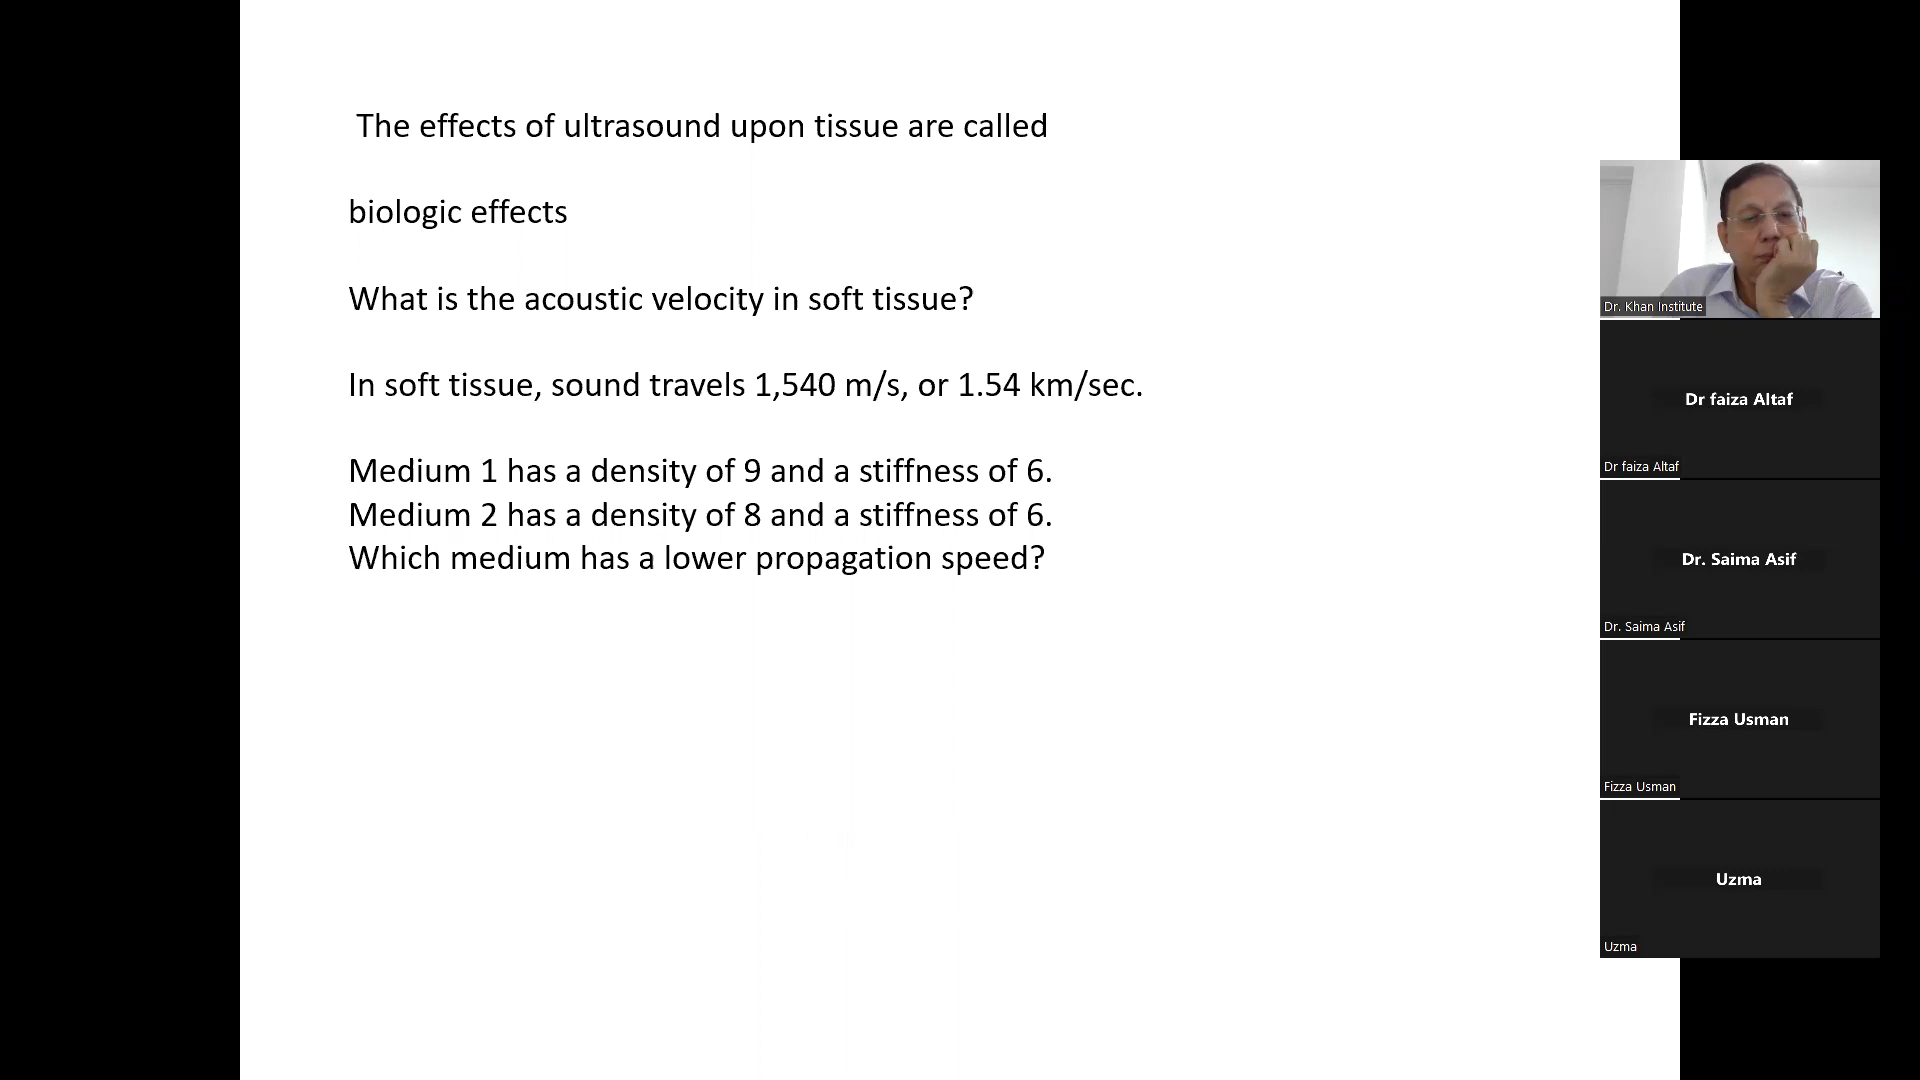 The effects of ultrasound upon tissue are called
biologic effects
What is the acoustic velocity in soft tissue?
In soft tissue, sound travels 1,540 m/s, or 1.54 km/sec.
Medium 1 has a density of 9 and a stiffness of 6.
Medium 2 has a density of 8 and a stiffness of 6.
Which medium has a lower propagation speed?
Dr. Khan Institute
Dr faiza Altaf
Dr faiza Altaf
Dr. Saima Asif
Dr. Saima Asif
Fizza Usman
Fizza Usman
Uzma
Uzma